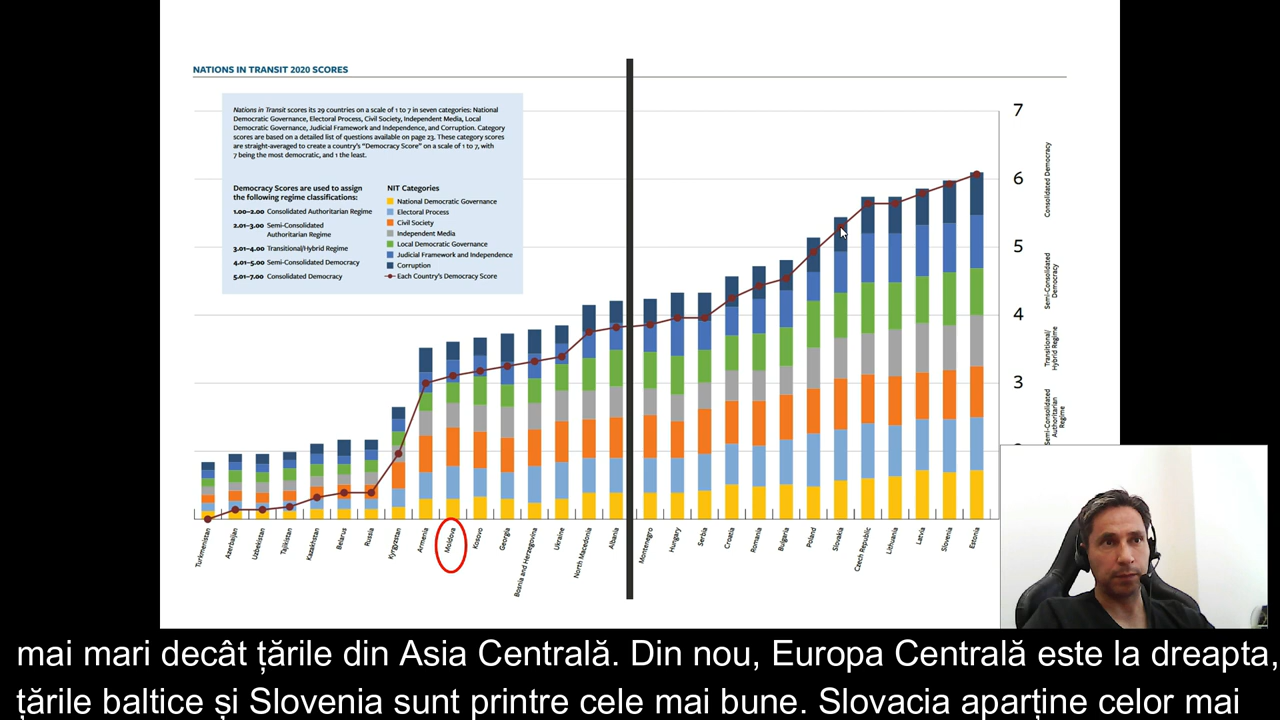 NATIONS IN TRANSIT 2020 SCORES
Nations in Transit scores its 29 countries on a scale of 1 to 7 in seven categories: National
Democratic Governance, Electoral Process, Civil Society, Independent Media, Local
Democratic Governance, Judicial Framework and Independence, and Corruption. Category
scores are based on a detailed list of questions available on page 23. These category scores
are straight-averaged to create a country's "Democracy Score" on a scale of 1 to 7, with
7 being the most democratic, and 1 the least.
Democracy Scores are used to assign
the following regime classifications:
1.00–2.00 Consolidated Authoritarian Regime
2.01–3.00 Semi-Consolidated
Authoritarian Regime
3.01–4.00 Transitional/Hybrid Regime
4.01–5.00 Semi-Consolidated Democracy
5.01–7.00 Consolidated Democracy
NIT Categories
National Democratic Governance
Electoral Process
Civil Society
Independent Media
Local Democratic Governance
Judicial Framework and Independence
Corruption
Each Country's Democracy Score
7
6
5
4
3
Consolidated Democracy
Semi-Consolidated
Democracy
Transitional/
Hybrid Regime
Semi-Consolidated
Authoritarian
Regime
Turkmenistan
Azerbaijan
Uzbekistan
Tajikistan
Kazakhstan
Belarus
Russia
Kyrgyzstan
Armenia
Moldova
Kosovo
Georgia
Bosnia and Herzegovina
Ukraine
North Macedonia
Albania
Montenegro
Hungary
Serbia
Croatia
Romania
Bulgaria
Poland
Slovakia
Czech Republic
Lithuania
Latvia
Slovenia
Estonia
mai mari decât țările din Asia Centrală. Din nou, Europa Centrală este la dreapta,
țările baltice și Slovenia sunt printre cele mai bune. Slovacia aparține celor mai